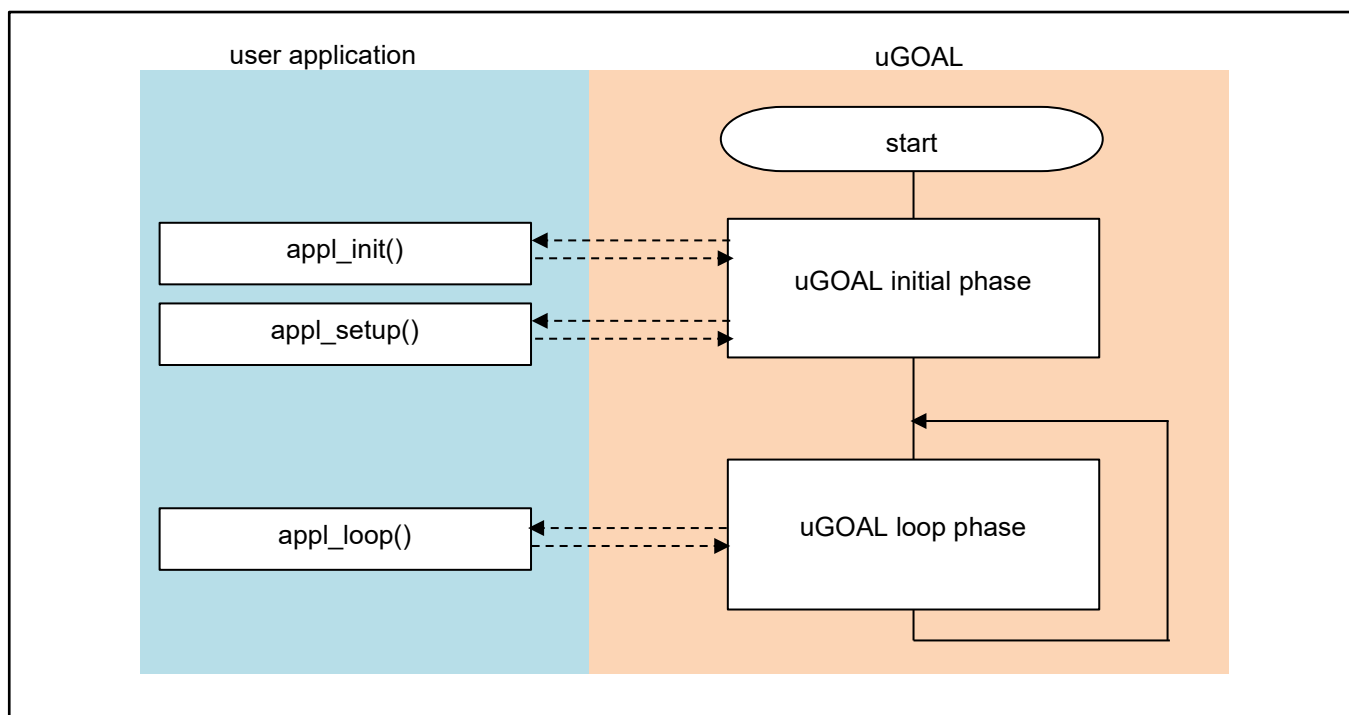 user application
uGOAL
start
appl_init()
uGOAL initial phase
appl_setup()
uGOAL loop phase
appl_loop()